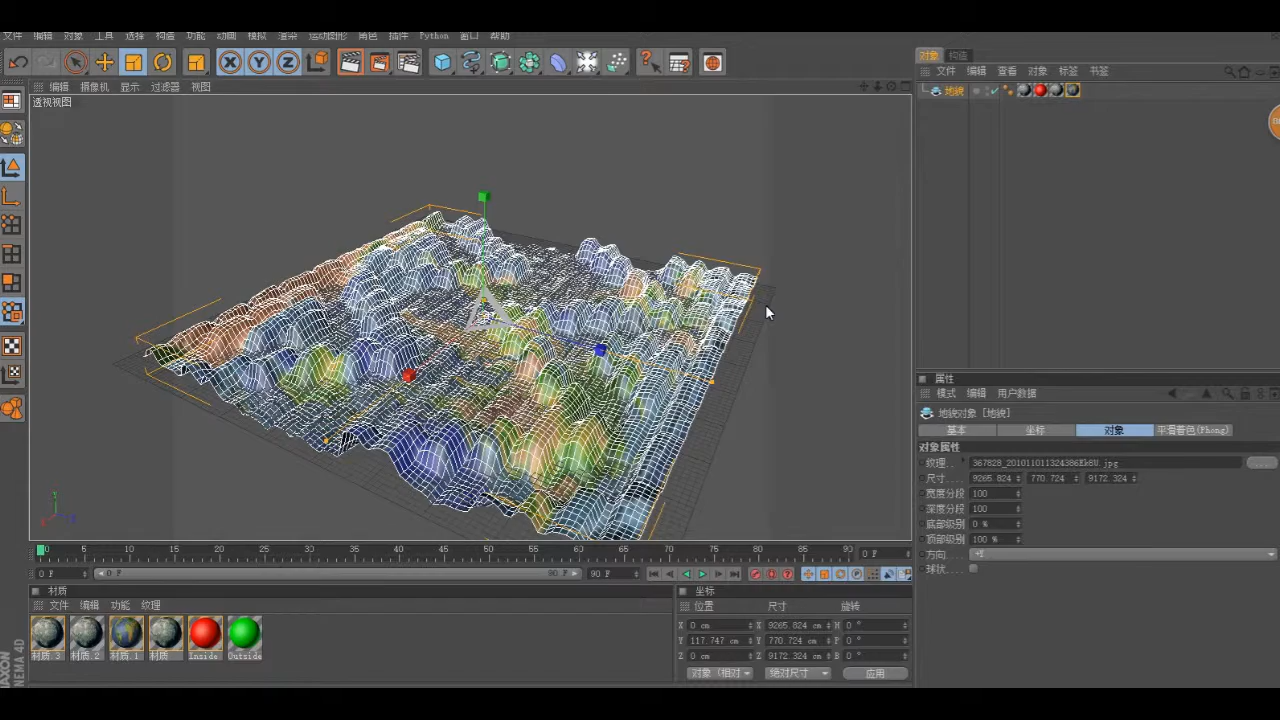 文件 编辑 对象 工具 选择 构造 功能 动画 模拟 渲染 运动图形 角色 插件 Python 窗口 帮助
X Y Z
编辑 摄像机 显示 过滤器 视图
透视视图
对象 构造
文件 编辑 查看 对象 标签 书签
地毯
属性
模式 编辑 用户数据
地毯对象 [地毯]
基本 坐标 对象 平滑着色(Phong)
对象属性
纹理
尺寸 9265.824 770.724 9172.324
宽度分段 100
深度分段 100
底部级别 0 %
顶部级别 100 %
方向 +Y
球状
0 5 10 15 20 25 30 35 40 45 50 55 60 65 70 75 80 85 90 0 F
0 F 0 F 90 F 90 F
材质
文件 编辑 功能 纹理
材质.3 材质.2 材质.1 材质 Inside Outside
坐标
位置 尺寸 旋转
X 0 cm X 9265.824 cm H 0 °
Y 117.747 cm Y 770.724 cm P 0 °
Z 0 cm Z 9172.324 cm B 0 °
对象 (相对 绝对尺寸 应用